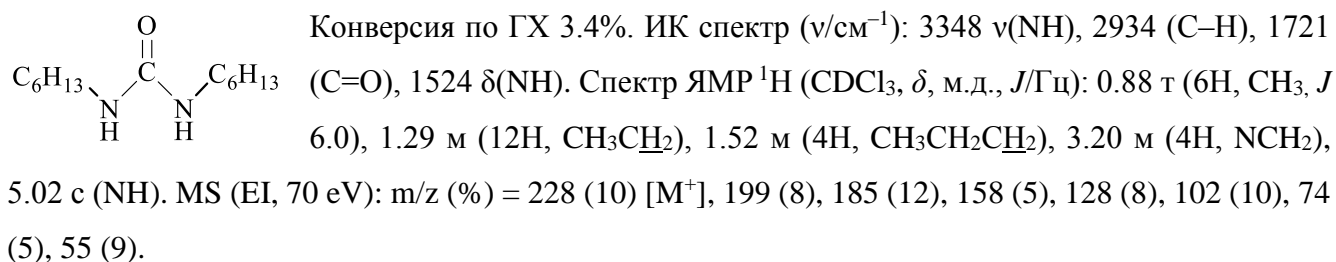 O
C₆H₁₃ C C₆H₁₃
N N
H H
Конверсия по ГХ 3.4%. ИК спектр (ν/см⁻¹): 3348 ν(NH), 2934 (C–H), 1721
(C=O), 1524 δ(NH). Спектр ЯМР ¹H (CDCl₃, δ, м.д., J/Гц): 0.88 т (6H, CH₃, J
6.0), 1.29 м (12H, CH₃CH₂), 1.52 м (4H, CH₃CH₂CH₂), 3.20 м (4H, NCH₂),
5.02 с (NH). MS (EI, 70 eV): m/z (%) = 228 (10) [M⁺], 199 (8), 185 (12), 158 (5), 128 (8), 102 (10), 74
(5), 55 (9).